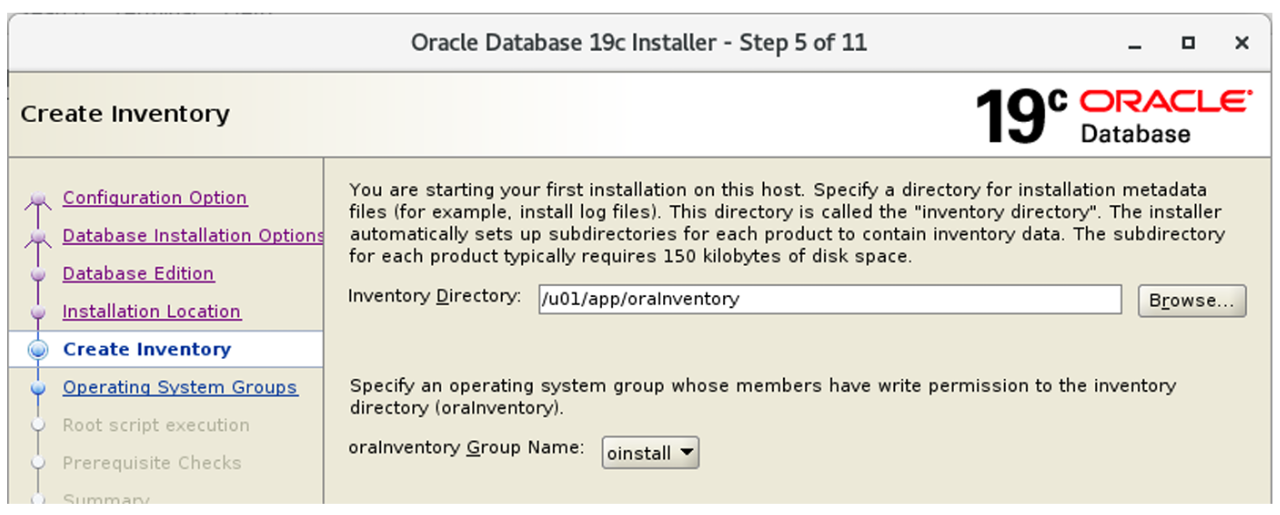 Oracle Database 19c Installer - Step 5 of 11
Create Inventory
19c ORACLE
Database
Configuration Option
Database Installation Options
Database Edition
Installation Location
Create Inventory
Operating System Groups
Root script execution
Prerequisite Checks
Summary
You are starting your first installation on this host. Specify a directory for installation metadata
files (for example, install log files). This directory is called the "inventory directory". The installer
automatically sets up subdirectories for each product to contain inventory data. The subdirectory
for each product typically requires 150 kilobytes of disk space.
Inventory Directory: /u01/app/oraInventory Browse...
Specify an operating system group whose members have write permission to the inventory
directory (oraInventory).
oraInventory Group Name: oinstall